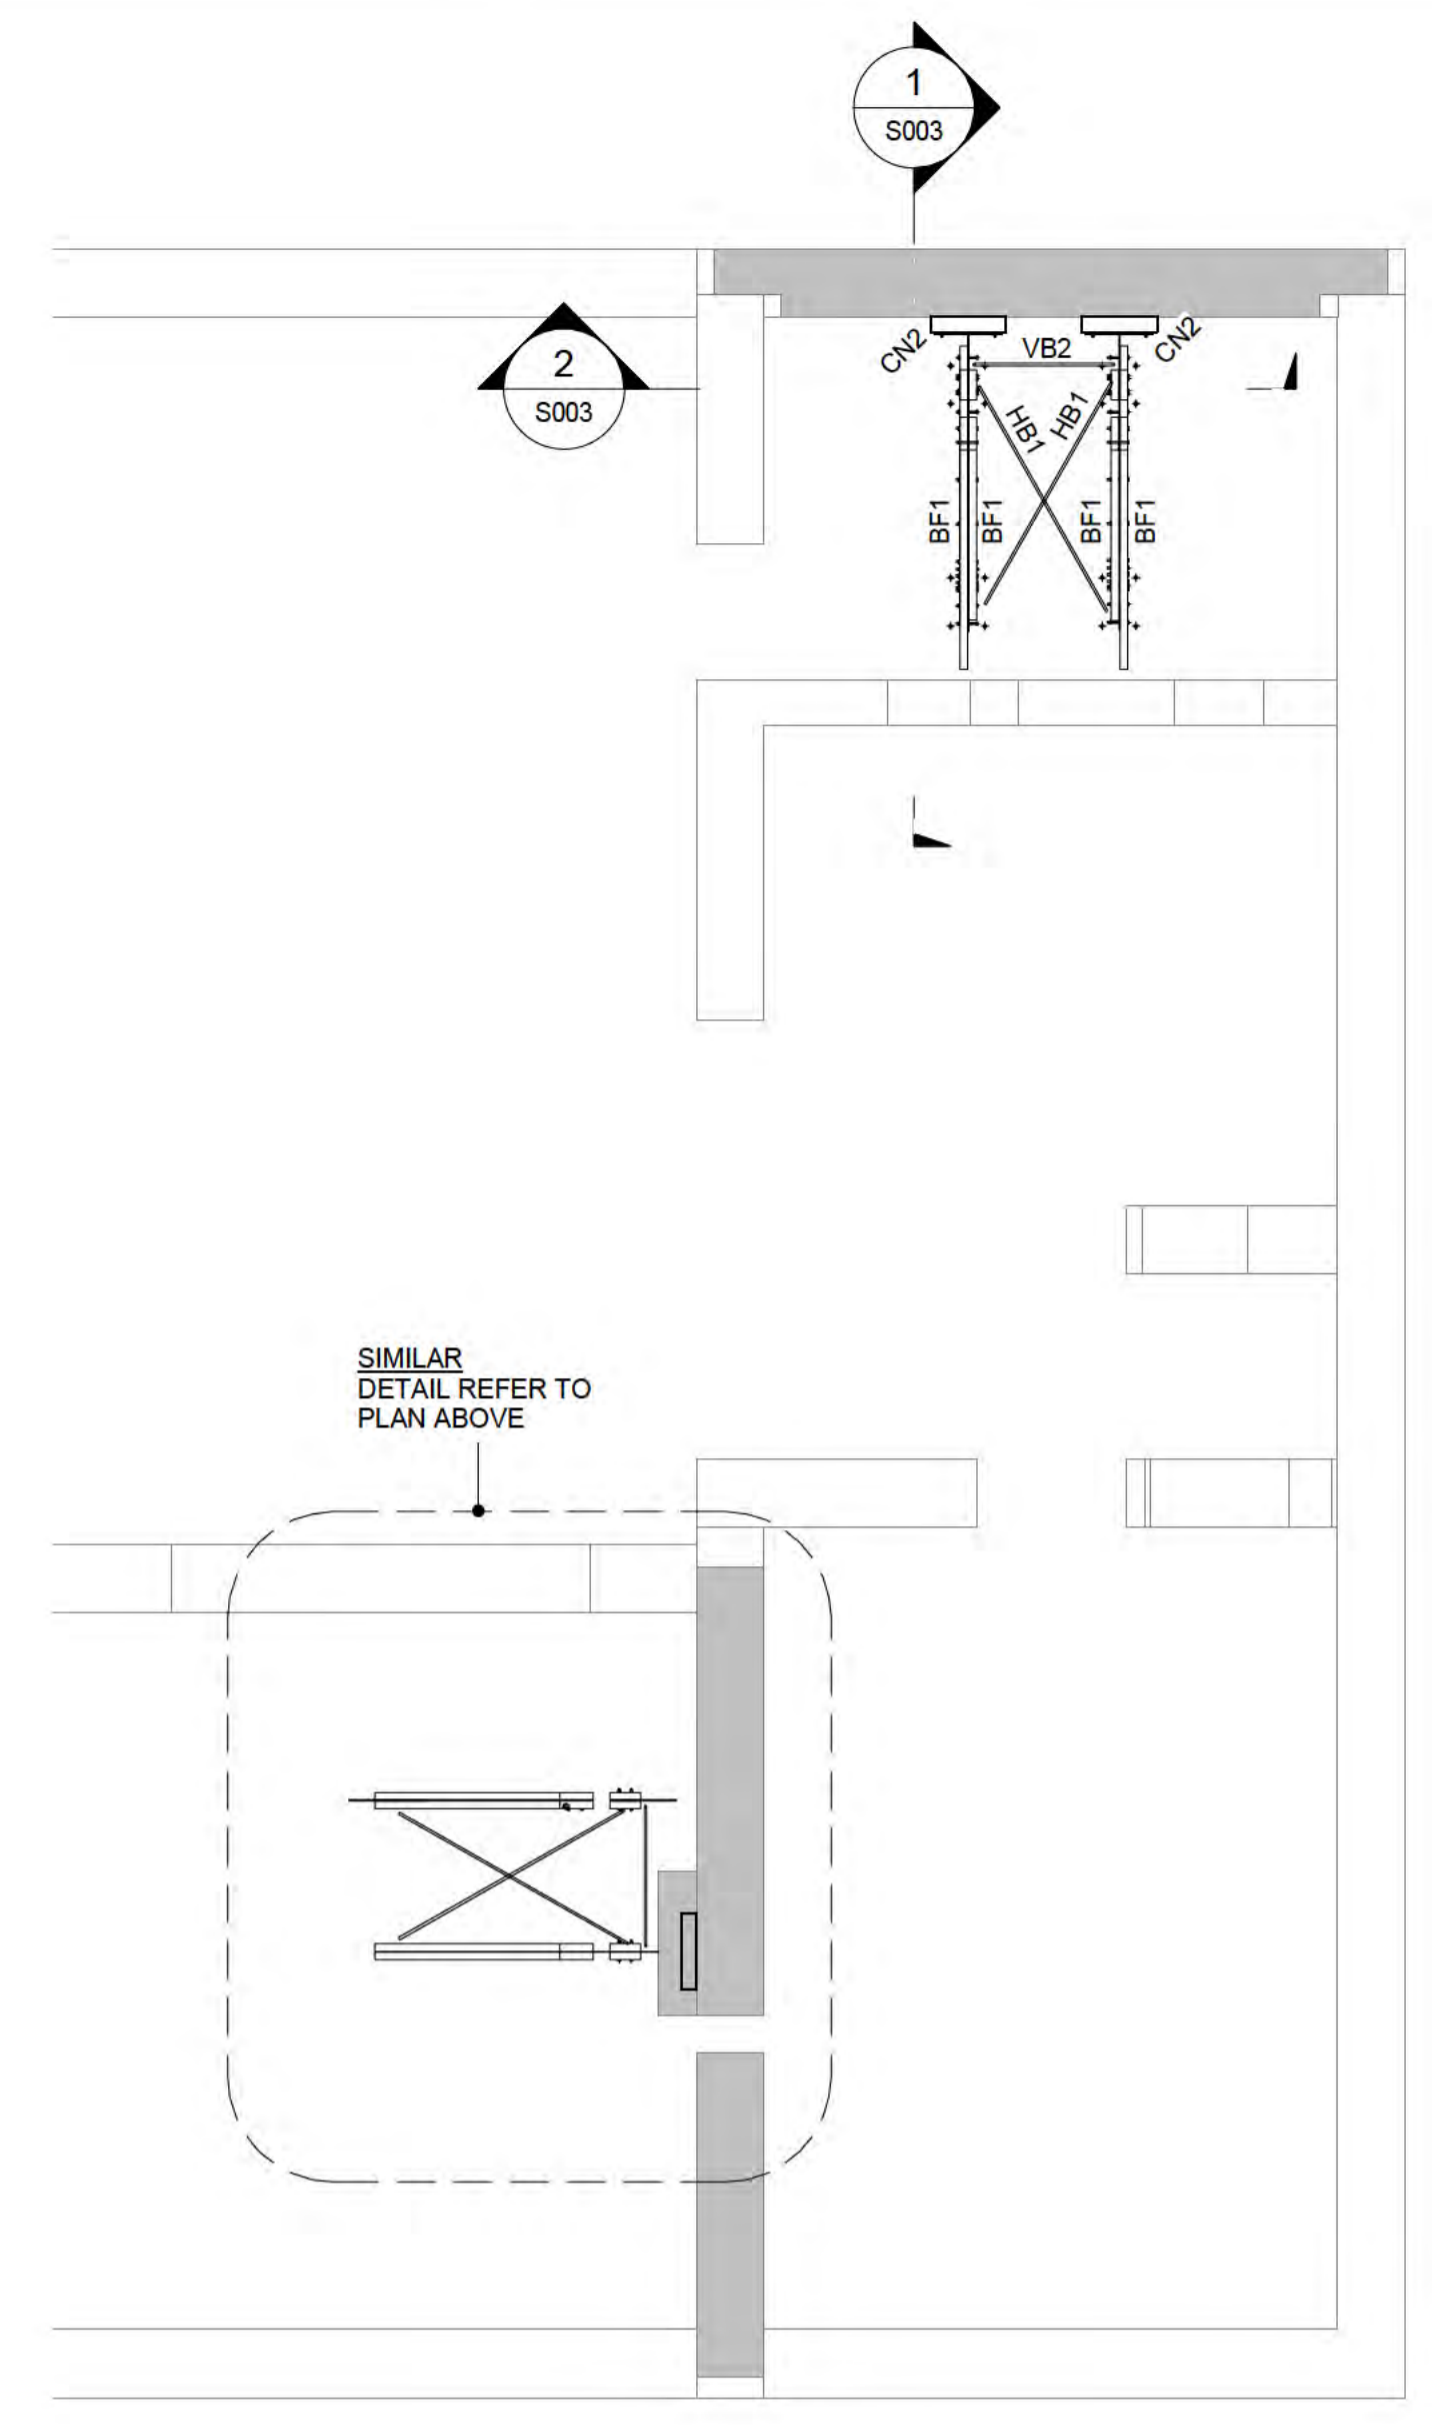 1
S003
2
S003
CN2
VB2
CN2
HB1
HB1
BF1
BF1
BF1
BF1
SIMILAR
DETAIL REFER TO
PLAN ABOVE